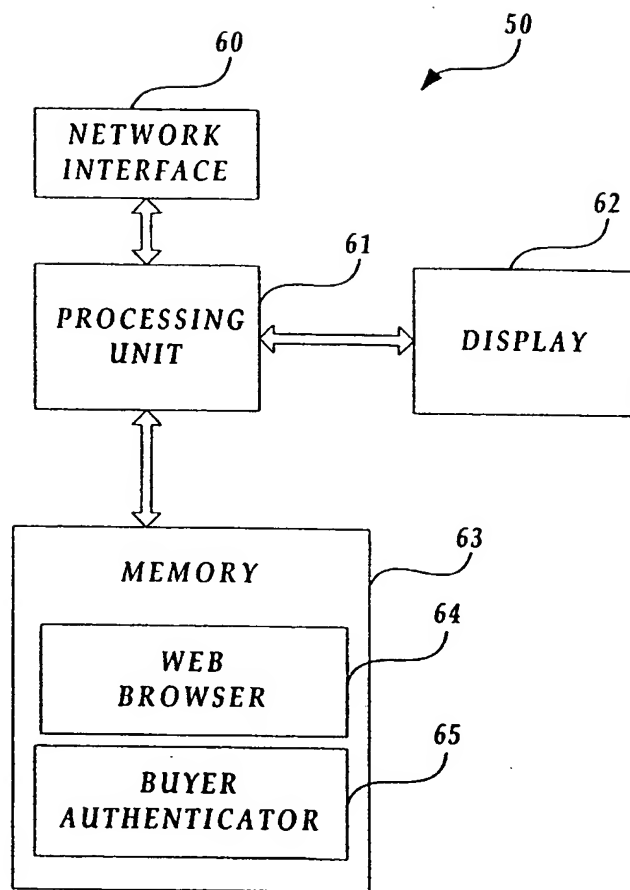 50
60
NETWORK
INTERFACE
61
PROCESSING
UNIT
62
DISPLAY
63
MEMORY
64
WEB
BROWSER
65
BUYER
AUTHENTICATOR